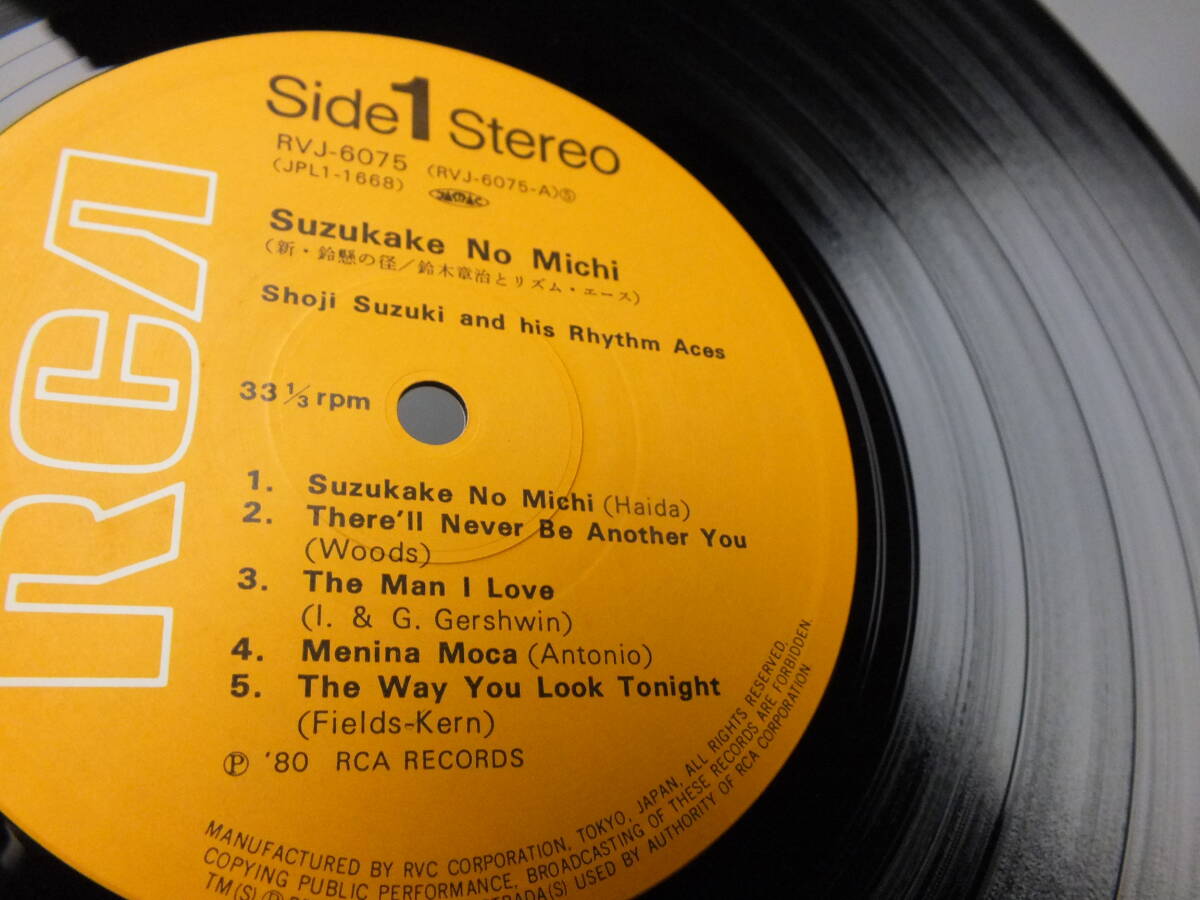 RCA
Side 1 Stereo
RVJ-6075 (RVJ-6075-A)Ⓢ
(JPL1-1668)
Suzukake No Michi
(新・鈴懸の径/鈴木章治とリズム・エース)
Shoji Suzuki and his Rhythm Aces
33 1/3 rpm
1. Suzukake No Michi (Haida)
2. There'll Never Be Another You
(Woods)
3. The Man I Love
(I. & G. Gershwin)
4. Menina Moca (Antonio)
5. The Way You Look Tonight
(Fields-Kern)
Ⓟ '80 RCA RECORDS
MANUFACTURED BY RVC CORPORATION, TOKYO, JAPAN, ALL RIGHTS RESERVED,
COPYING PUBLIC PERFORMANCE, BROADCASTING OF THESE RECORDS ARE FORBIDDEN.
TM(S) USED BY AUTHORITY OF RCA CORPORATION